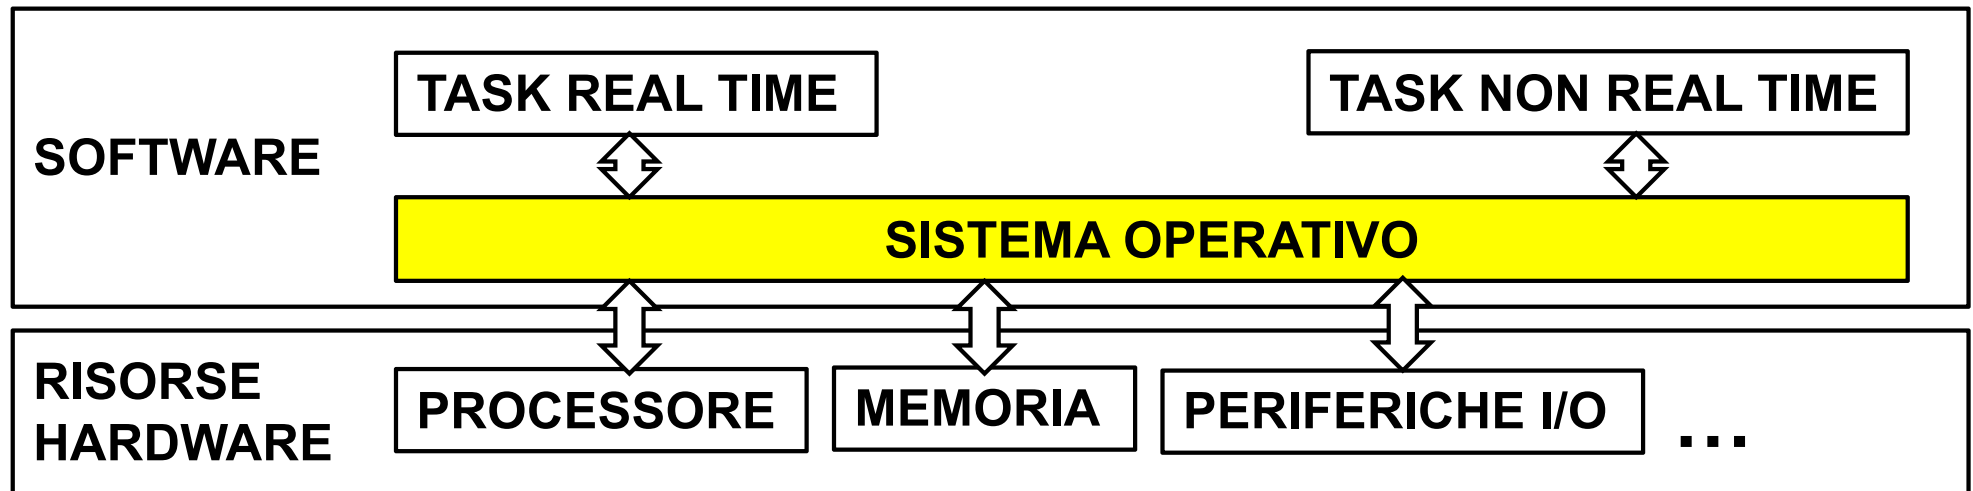 SOFTWARE
TASK REAL TIME
TASK NON REAL TIME
SISTEMA OPERATIVO
RISORSE
HARDWARE
PROCESSORE
MEMORIA
PERIFERICHE I/O
...